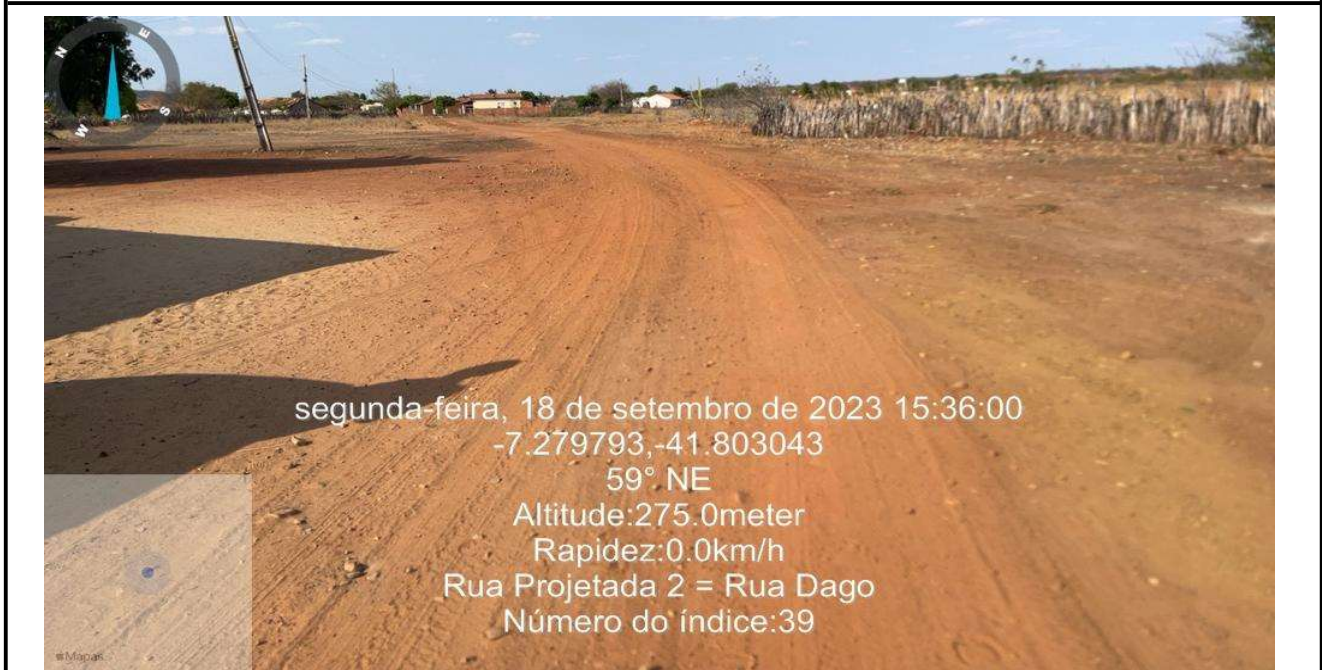 N
E
W
S
segunda-feira, 18 de setembro de 2023 15:36:00
-7.279793,-41.803043
59° NE
Altitude:275.0meter
Rapidez:0.0km/h
Rua Projetada 2 = Rua Dago
Número do índice:39
Mapas